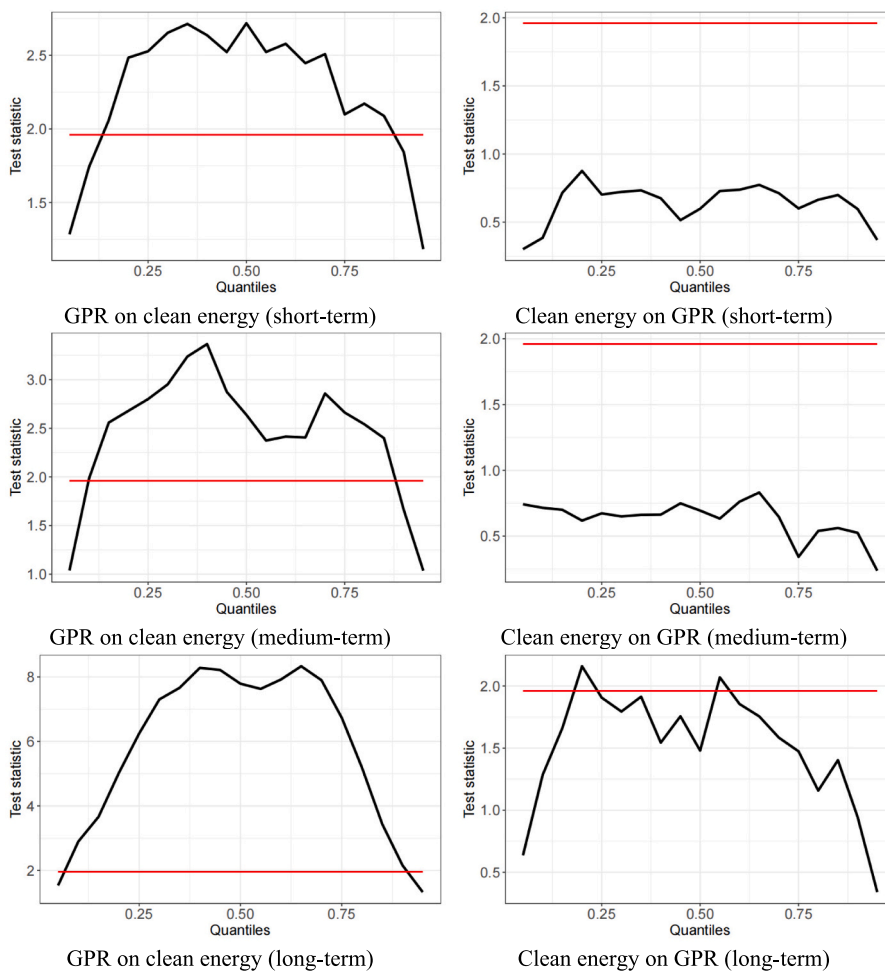 2.5
2.0
1.5
Test statistic
0.25 0.50 0.75
Quantiles
GPR on clean energy (short-term)
2.0
1.5
1.0
0.5
Test statistic
0.25 0.50 0.75
Quantiles
Clean energy on GPR (short-term)
3.0
2.5
2.0
1.5
1.0
Test statistic
0.25 0.50 0.75
Quantiles
GPR on clean energy (medium-term)
2.0
1.5
1.0
0.5
Test statistic
0.25 0.50 0.75
Quantiles
Clean energy on GPR (medium-term)
8
6
4
2
Test statistic
0.25 0.50 0.75
Quantiles
GPR on clean energy (long-term)
2.0
1.5
1.0
0.5
Test statistic
0.25 0.50 0.75
Quantiles
Clean energy on GPR (long-term)